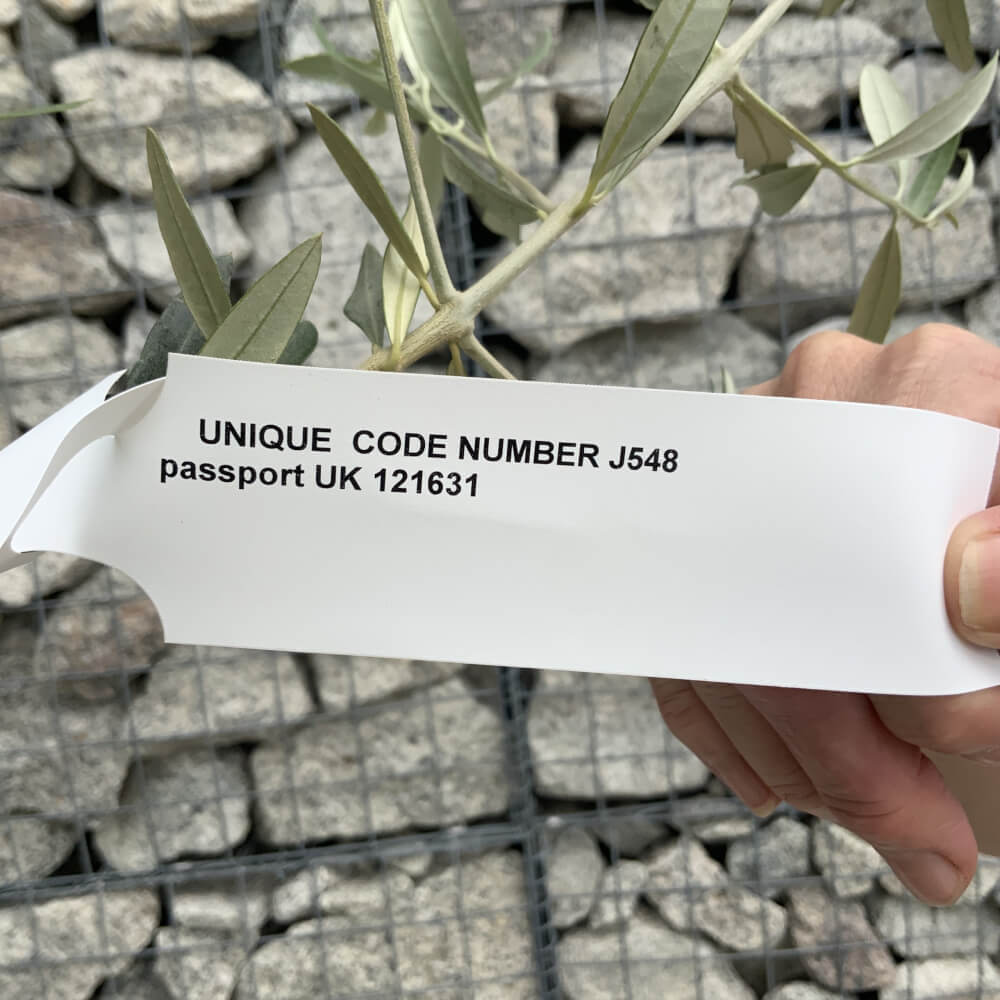 UNIQUE  CODE NUMBER J548
passport UK 121631